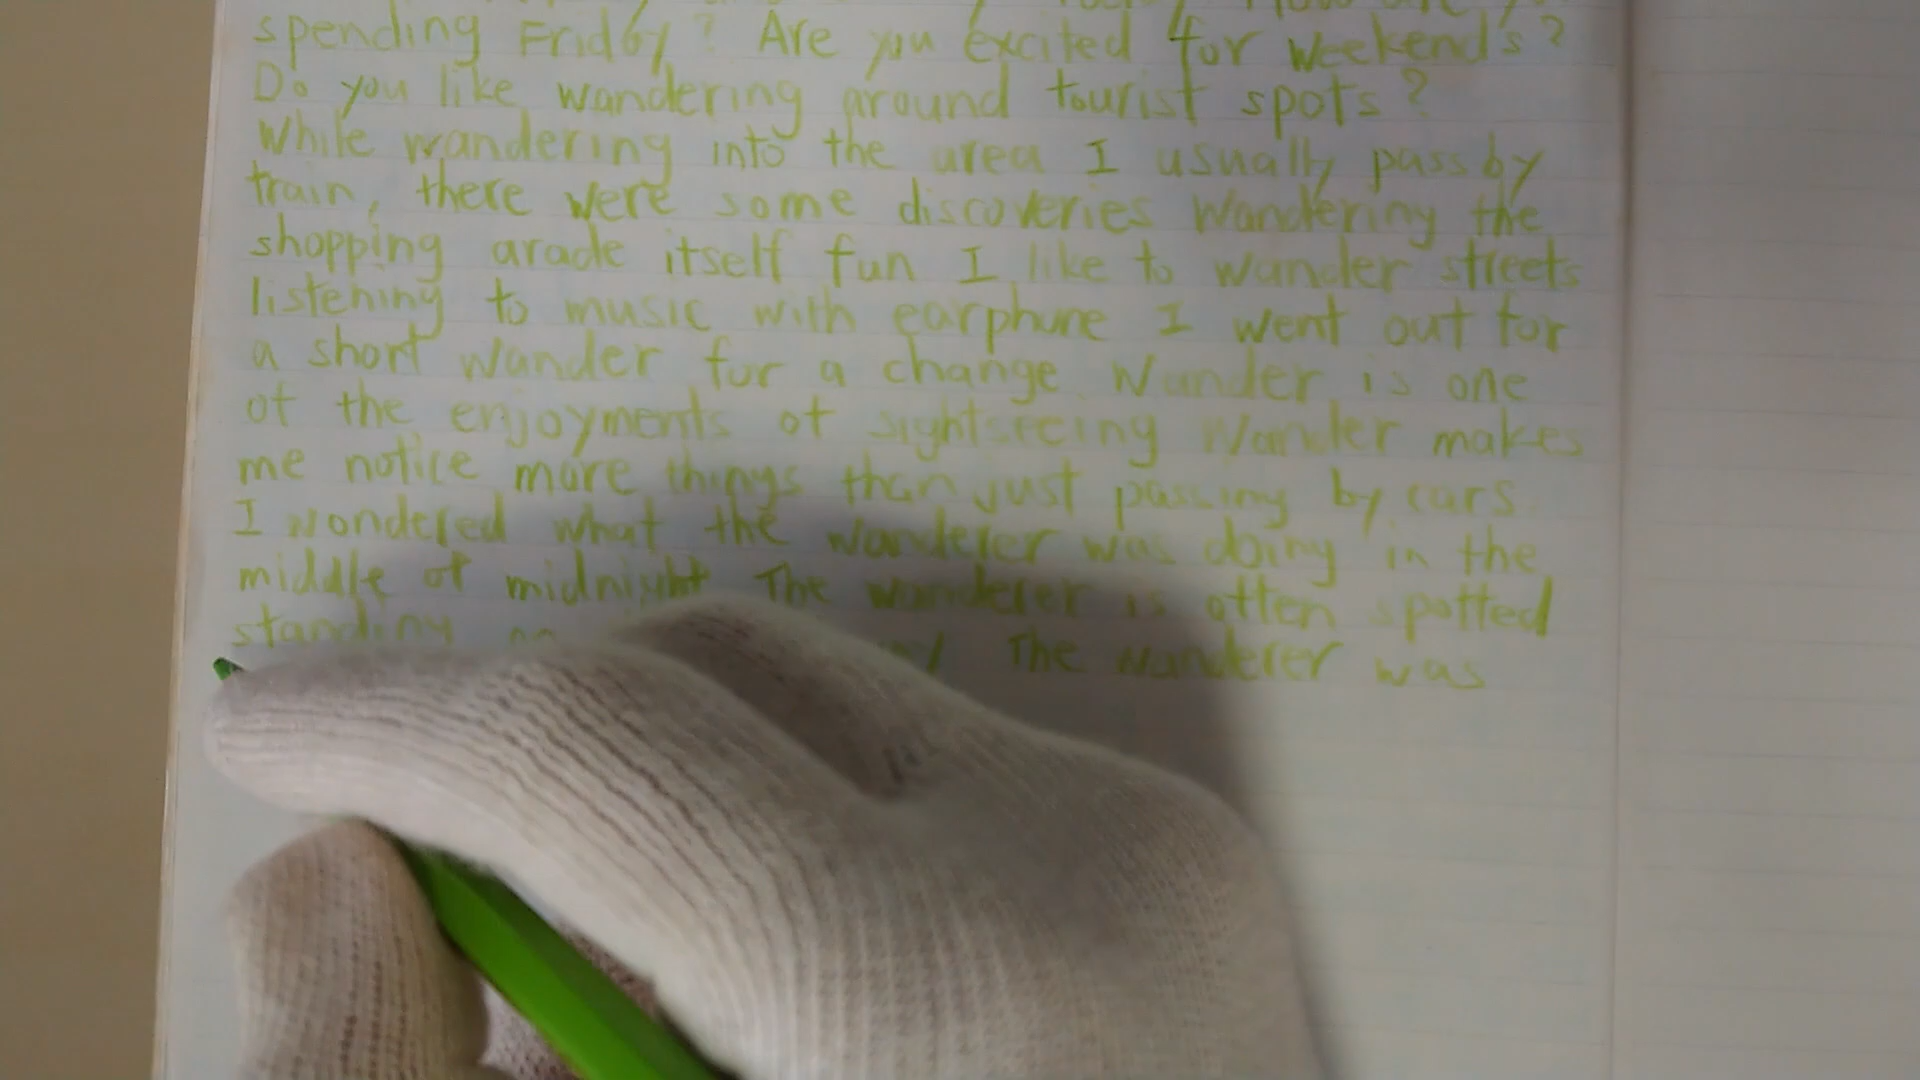 spending Friday? Are you excited for weekends?
Do you like wandering around tourist spots?
While wandering into the area I usually pass by
train, there were some discoveries Wandering the
shopping arade itself fun I like to wander streets
listening to music with earphone I went out for
a short wander for a change Wander is one
of the enjoyments of sightseeing Wander makes
me notice more things than just passing by cars
I wondered what the wanderer was doing in the
middle of midnight The wanderer is often spotted
standing on The wanderer was